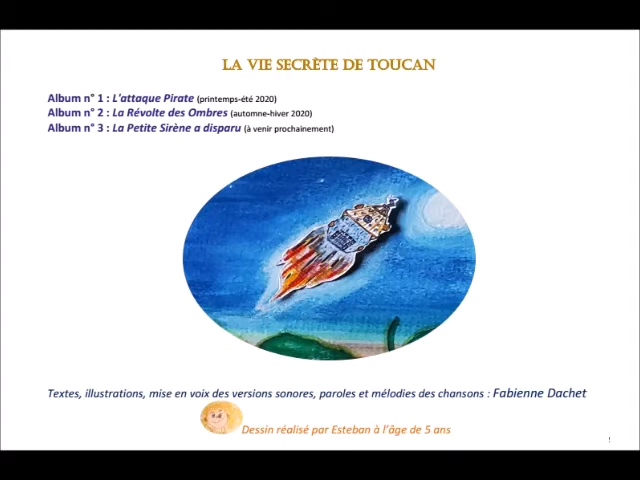 LA VIE SECRÈTE DE TOUCAN
Album n° 1 : L'attaque Pirate (printemps-été 2020)
Album n° 2 : La Révolte des Ombres (automne-hiver 2020)
Album n° 3 : La Petite Sirène a disparu (à venir prochainement)
Textes, illustrations, mise en voix des versions sonores, paroles et mélodies des chansons : Fabienne Dachet
Dessin réalisé par Esteban à l'âge de 5 ans